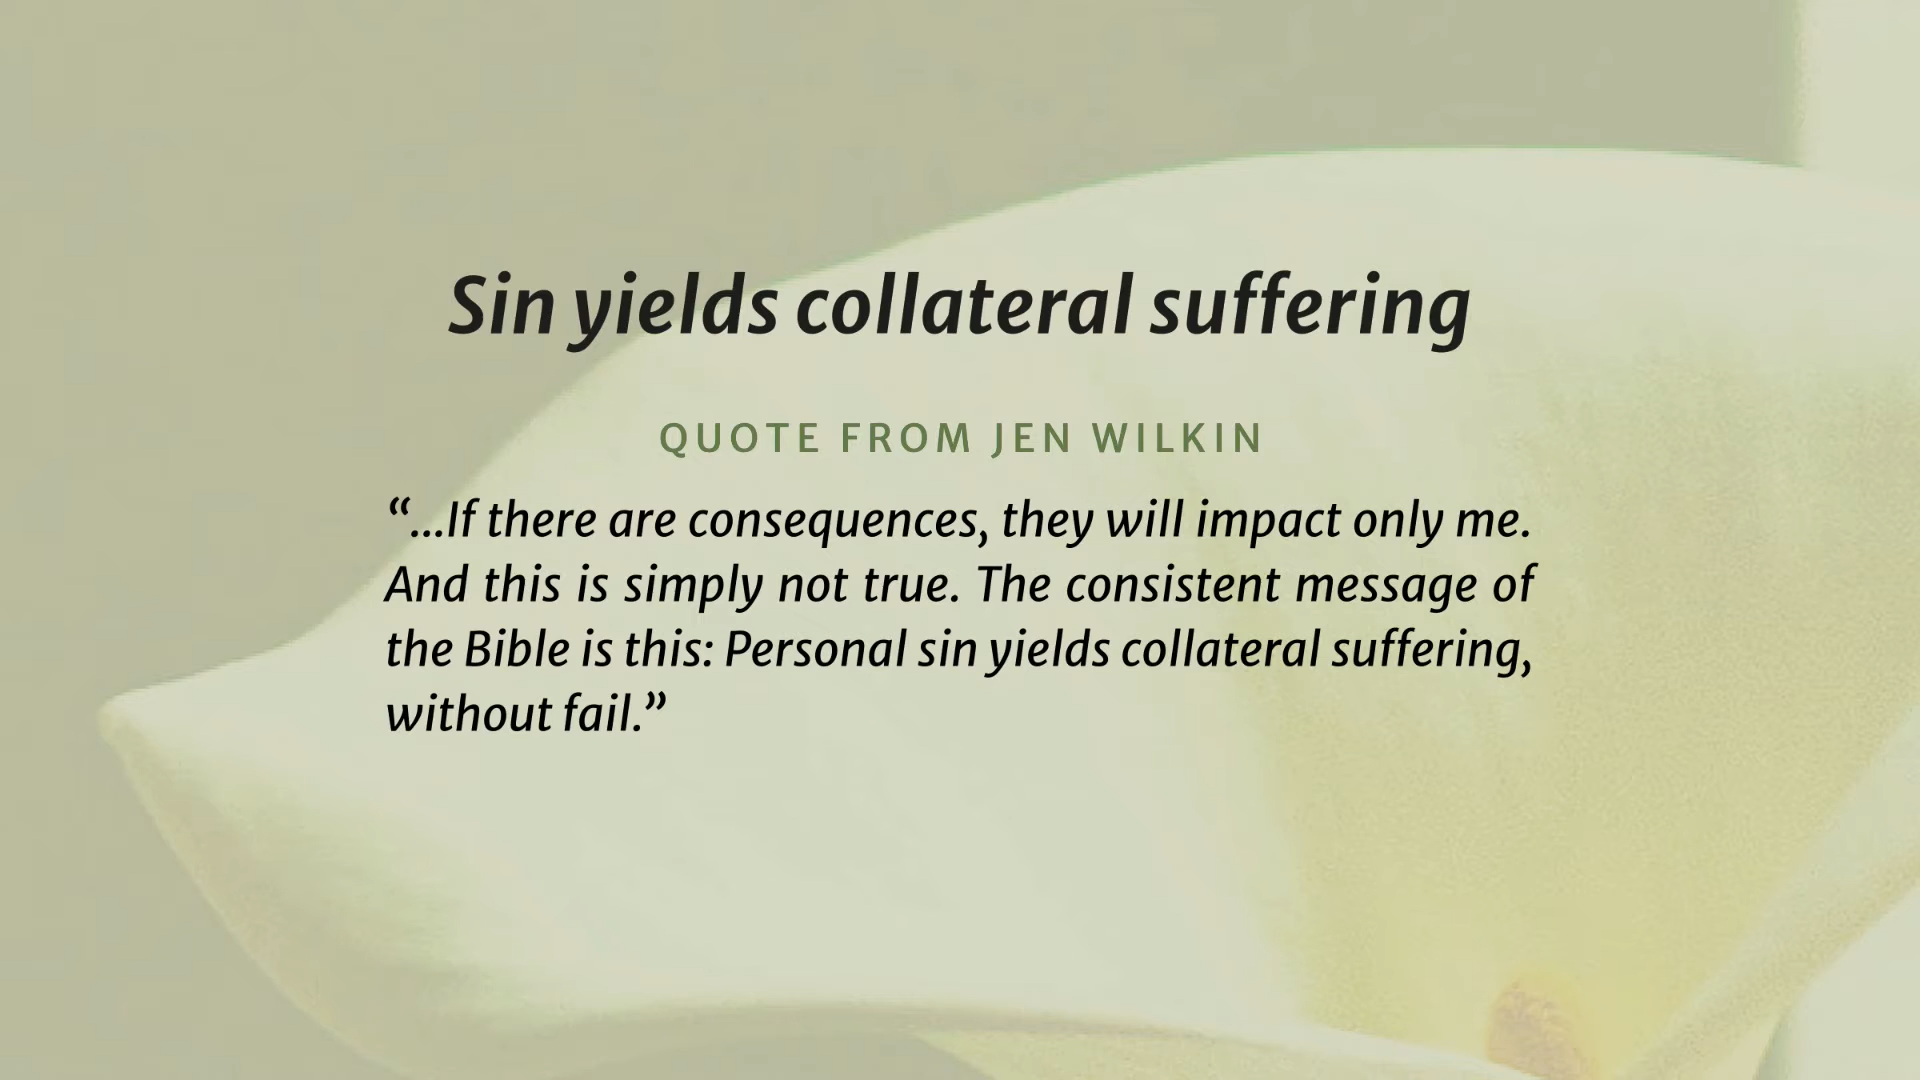 Sin yields collateral suffering
QUOTE FROM JEN WILKIN
“...If there are consequences, they will impact only me.
And this is simply not true. The consistent message of
the Bible is this: Personal sin yields collateral suffering,
without fail.”